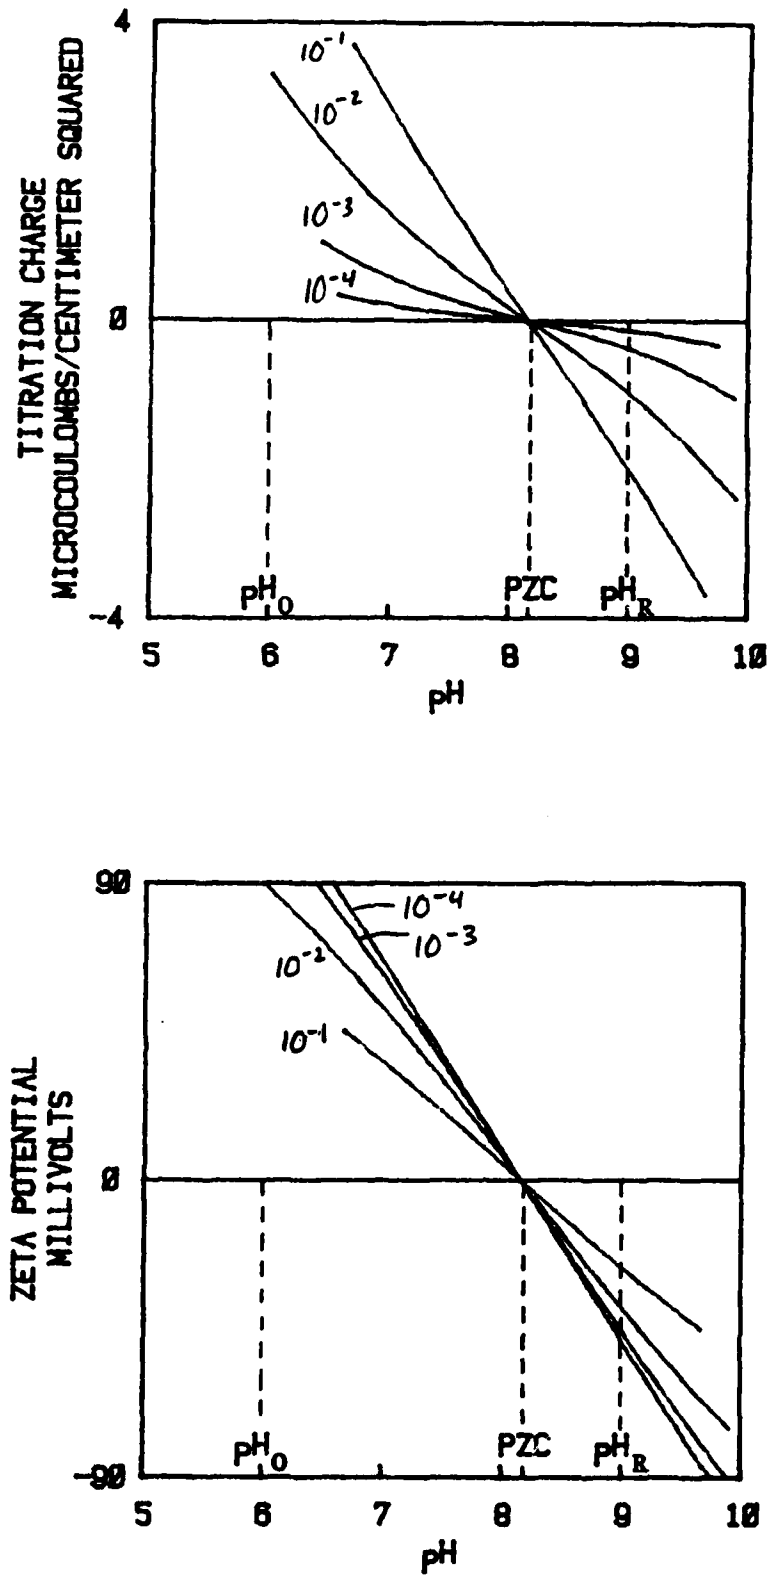 TITRATION CHARGE
MICROCOULOMBS/CENTIMETER SQUARED
4
0
-4
10⁻¹
10⁻²
10⁻³
10⁻⁴
pH₀
PZC
pH_R
5 6 7 8 9 10
pH
ZETA POTENTIAL
MILLIVOLTS
90
0
-90
10⁻⁴
10⁻³
10⁻²
10⁻¹
pH₀
PZC
pH_R
5 6 7 8 9 10
pH